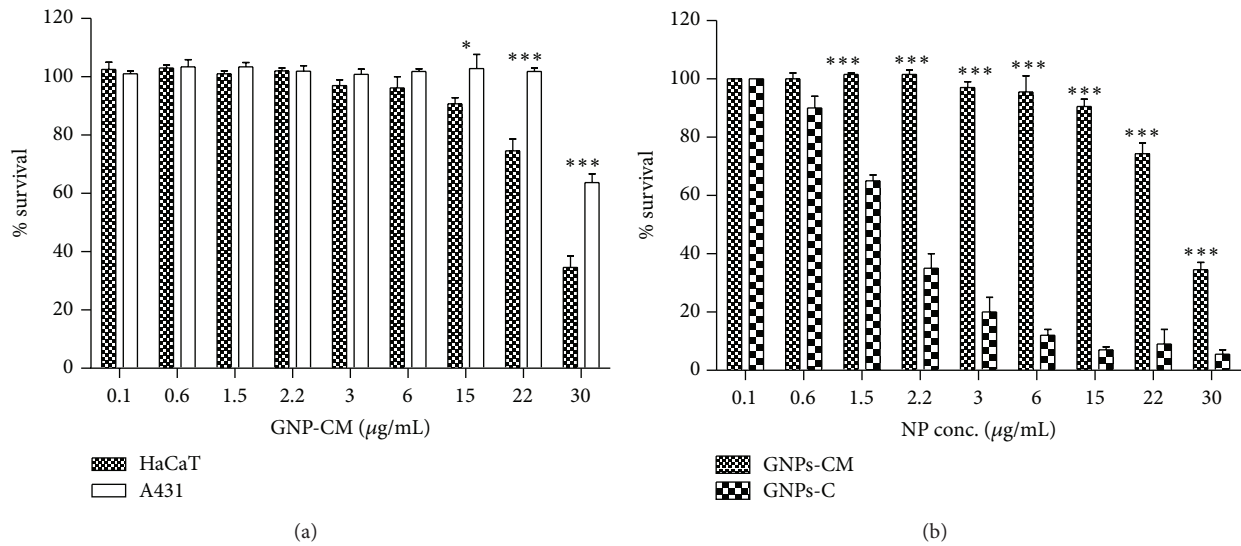 120
100
80
60
40
20
0
% survival
*
***
***
0.1 0.6 1.5 2.2 3 6 15 22 30
GNP-CM (μg/mL)
HaCaT
A431
(a)
120
100
80
60
40
20
0
% survival
*** *** *** *** *** *** ***
0.1 0.6 1.5 2.2 3 6 15 22 30
NP conc. (μg/mL)
GNPs-CM
GNPs-C
(b)